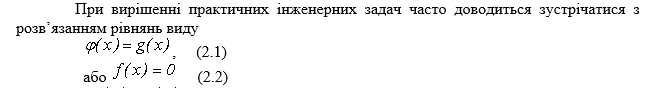 При вирішенні практичних інженерних задач часто доводиться зустрічатися з
розв’язанням рівнянь виду
φ(x) = g(x), (2.1)
або f(x) = 0 (2.2)